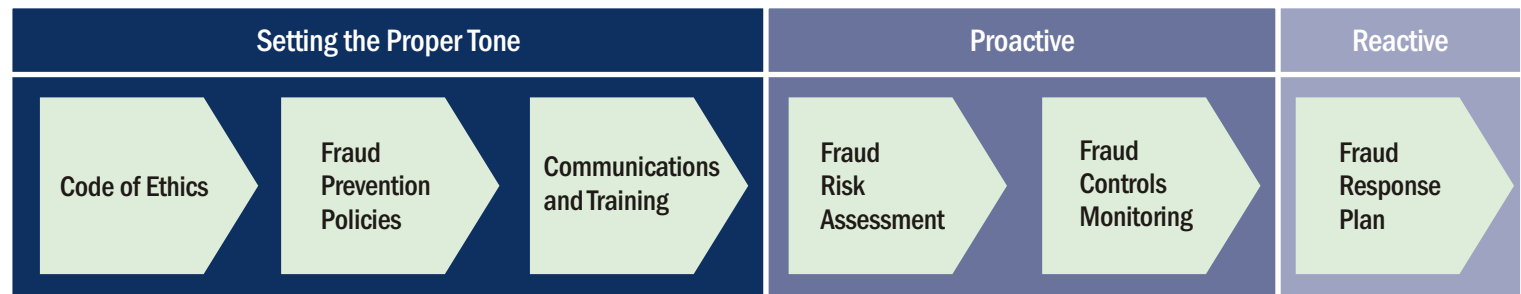 Setting the Proper Tone
Proactive
Reactive
Code of Ethics
Fraud
Prevention
Policies
Communications
and Training
Fraud
Risk
Assessment
Fraud
Controls
Monitoring
Fraud
Response
Plan